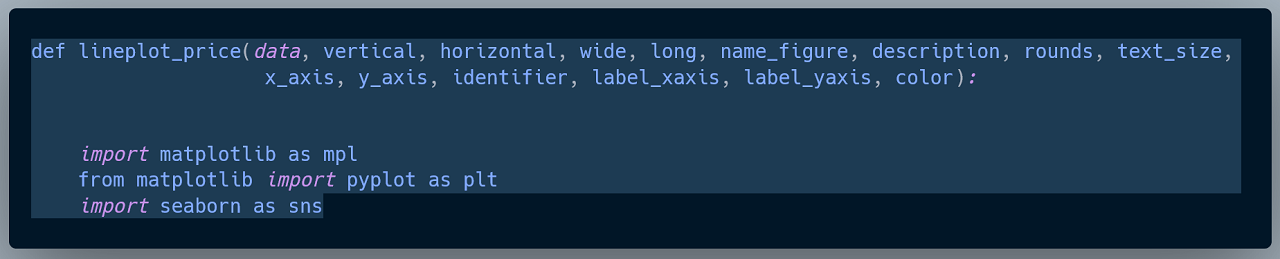 def lineplot_price(data, vertical, horizontal, wide, long, name_figure, description, rounds, text_size,
                    x_axis, y_axis, identifier, label_xaxis, label_yaxis, color):
    import matplotlib as mpl
    from matplotlib import pyplot as plt
    import seaborn as sns